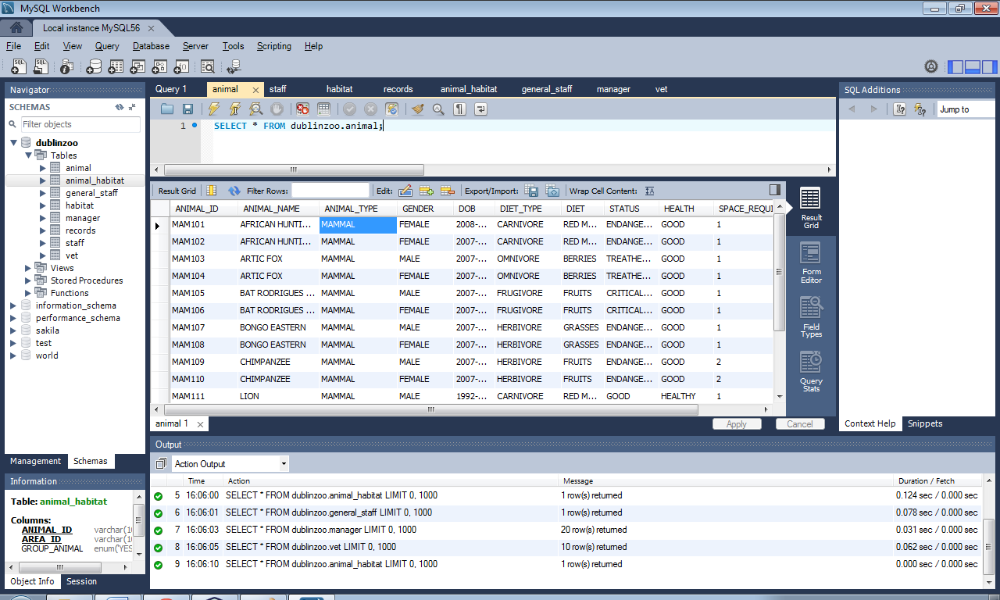 MySQL Workbench
Local instance MySQL56
File Edit View Query Database Server Tools Scripting Help
Navigator
SCHEMAS
Filter objects
dublinzoo
Tables
animal
animal_habitat
general_staff
habitat
manager
records
staff
vet
Views
Stored Procedures
Functions
information_schema
performance_schema
sakila
test
world
Management Schemas
Information
Table: animal_habitat
Columns:
ANIMAL_ID varchar(10
AREA_ID varchar(10
GROUP_ANIMAL enum('YES
Object Info Session
Query 1 animal staff habitat records animal_habitat general_staff manager vet
1 SELECT * FROM dublinzoo.animal;
Result Grid Filter Rows: Edit: Export/Import: Wrap Cell Content:
ANIMAL_ID ANIMAL_NAME ANIMAL_TYPE GENDER DOB DIET_TYPE DIET STATUS HEALTH SPACE_REQUI
MAM101 AFRICAN HUNTI... MAMMAL FEMALE 2008-... CARNIVORE RED M... ENDANGE... GOOD 1
MAM102 AFRICAN HUNTI... MAMMAL FEMALE 2007-... CARNIVORE RED M... ENDANGE... GOOD 1
MAM103 ARTIC FOX MAMMAL MALE 2007-... OMNIVORE BERRIES TREATHE... GOOD 1
MAM104 ARTIC FOX MAMMAL FEMALE 2007-... OMNIVORE BERRIES TREATHE... GOOD 1
MAM105 BAT RODRIGUES ... MAMMAL MALE 2007-... FRUGIVORE FRUITS CRITICAL... GOOD 1
MAM106 BAT RODRIGUES ... MAMMAL FEMALE 2007-... FRUGIVORE FRUITS CRITICAL... GOOD 1
MAM107 BONGO EASTERN MAMMAL MALE 2007-... HERBIVORE GRASSES ENDANGE... GOOD 1
MAM108 BONGO EASTERN MAMMAL FEMALE 2007-... HERBIVORE GRASSES ENDANGE... GOOD 1
MAM109 CHIMPANZEE MAMMAL MALE 2007-... HERBIVORE FRUITS ENDANGE... GOOD 2
MAM110 CHIMPANZEE MAMMAL FEMALE 2007-... HERBIVORE FRUITS ENDANGE... GOOD 2
MAM111 LION MAMMAL MALE 1992-... CARNIVORE RED M... GOOD HEALTHY 1
animal 1 Apply Cancel
Result Grid
Form Editor
Field Types
Query Stats
SQL Additions
Jump to
Context Help Snippets
Output
Action Output
Time Action Message Duration / Fetch
5 16:06:00 SELECT * FROM dublinzoo.animal_habitat LIMIT 0, 1000 1 row(s) returned 0.124 sec / 0.000 sec
6 16:06:01 SELECT * FROM dublinzoo.general_staff LIMIT 0, 1000 1 row(s) returned 0.078 sec / 0.000 sec
7 16:06:03 SELECT * FROM dublinzoo.manager LIMIT 0, 1000 20 row(s) returned 0.031 sec / 0.000 sec
8 16:06:05 SELECT * FROM dublinzoo.vet LIMIT 0, 1000 10 row(s) returned 0.062 sec / 0.000 sec
9 16:06:10 SELECT * FROM dublinzoo.animal_habitat LIMIT 0, 1000 1 row(s) returned 0.000 sec / 0.000 sec